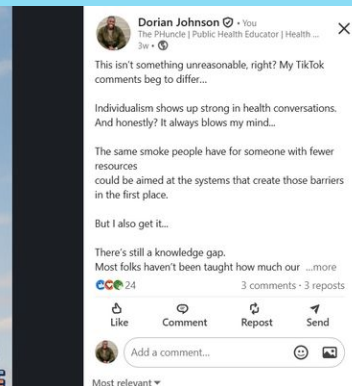 Dorian Johnson • You
The PHuncle | Public Health Educator | Health ...
3w •
This isn't something unreasonable, right? My TikTok
comments beg to differ...
Individualism shows up strong in health conversations.
And honestly? It always blows my mind...
The same smoke people have for someone with fewer
resources
could be aimed at the systems that create those barriers
in the first place.
But I also get it...
There's still a knowledge gap.
Most folks haven't been taught how much our ...more
24
3 comments • 3 reposts
Like
Comment
Repost
Send
Add a comment...
Most relevant